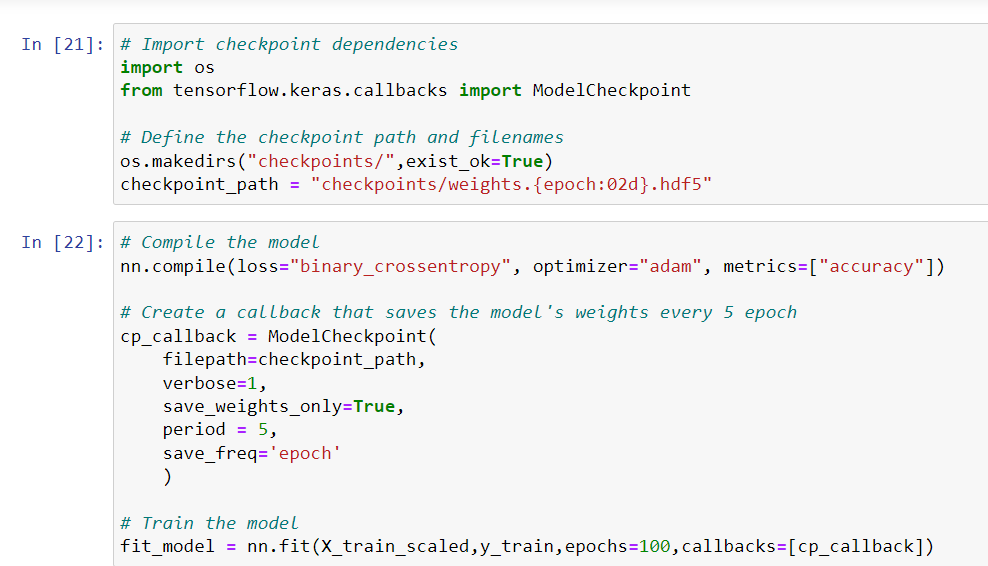 In [21]: # Import checkpoint dependencies
import os
from tensorflow.keras.callbacks import ModelCheckpoint
# Define the checkpoint path and filenames
os.makedirs("checkpoints/",exist_ok=True)
checkpoint_path = "checkpoints/weights.{epoch:02d}.hdf5"
In [22]: # Compile the model
nn.compile(loss="binary_crossentropy", optimizer="adam", metrics=["accuracy"])
# Create a callback that saves the model's weights every 5 epoch
cp_callback = ModelCheckpoint(
    filepath=checkpoint_path,
    verbose=1,
    save_weights_only=True,
    period = 5,
    save_freq='epoch'
    )
# Train the model
fit_model = nn.fit(X_train_scaled,y_train,epochs=100,callbacks=[cp_callback])